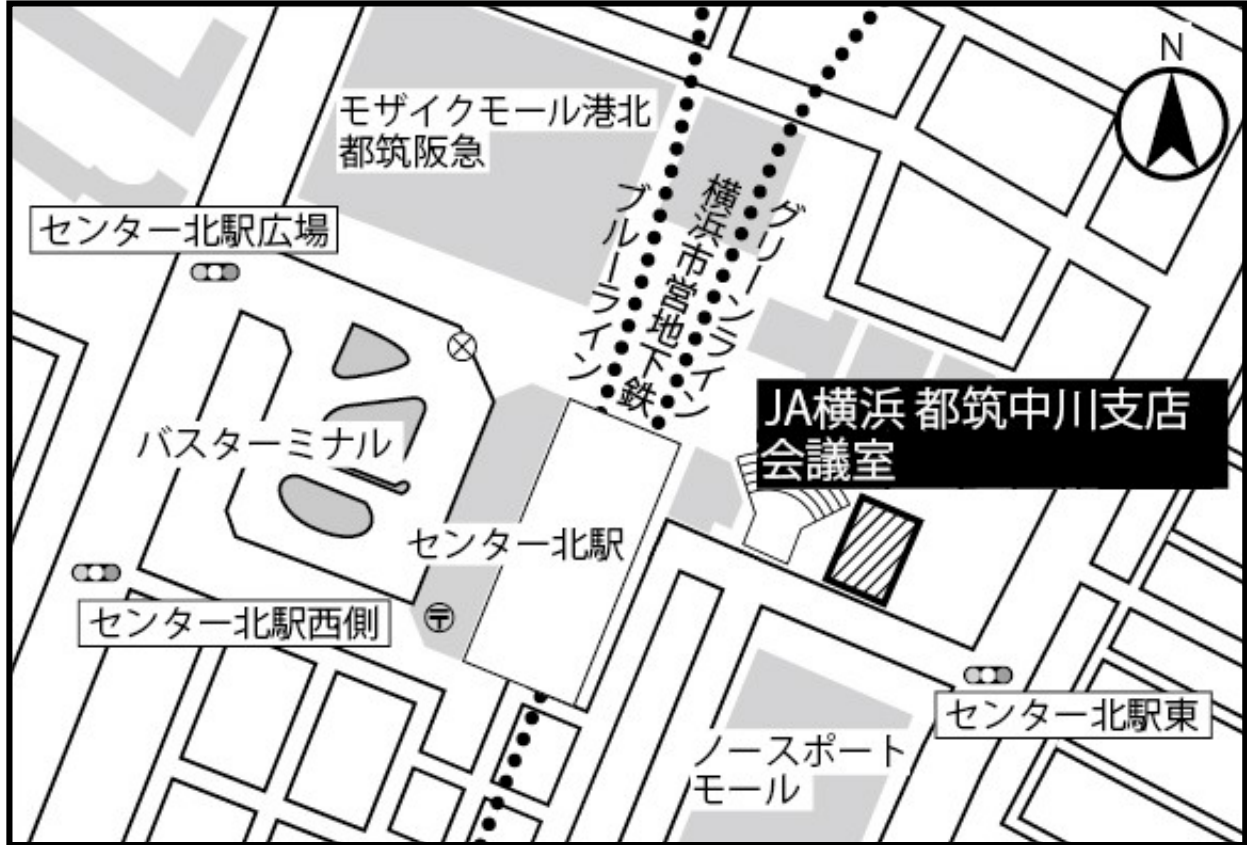 N
モザイクモール港北
都筑阪急
センター北駅広場
ブルーライン
横浜市営地下鉄
グリーンライン
JA横浜 都筑中川支店
会議室
バスターミナル
センター北駅
〒
センター北駅西側
センター北駅東
ノースポート
モール